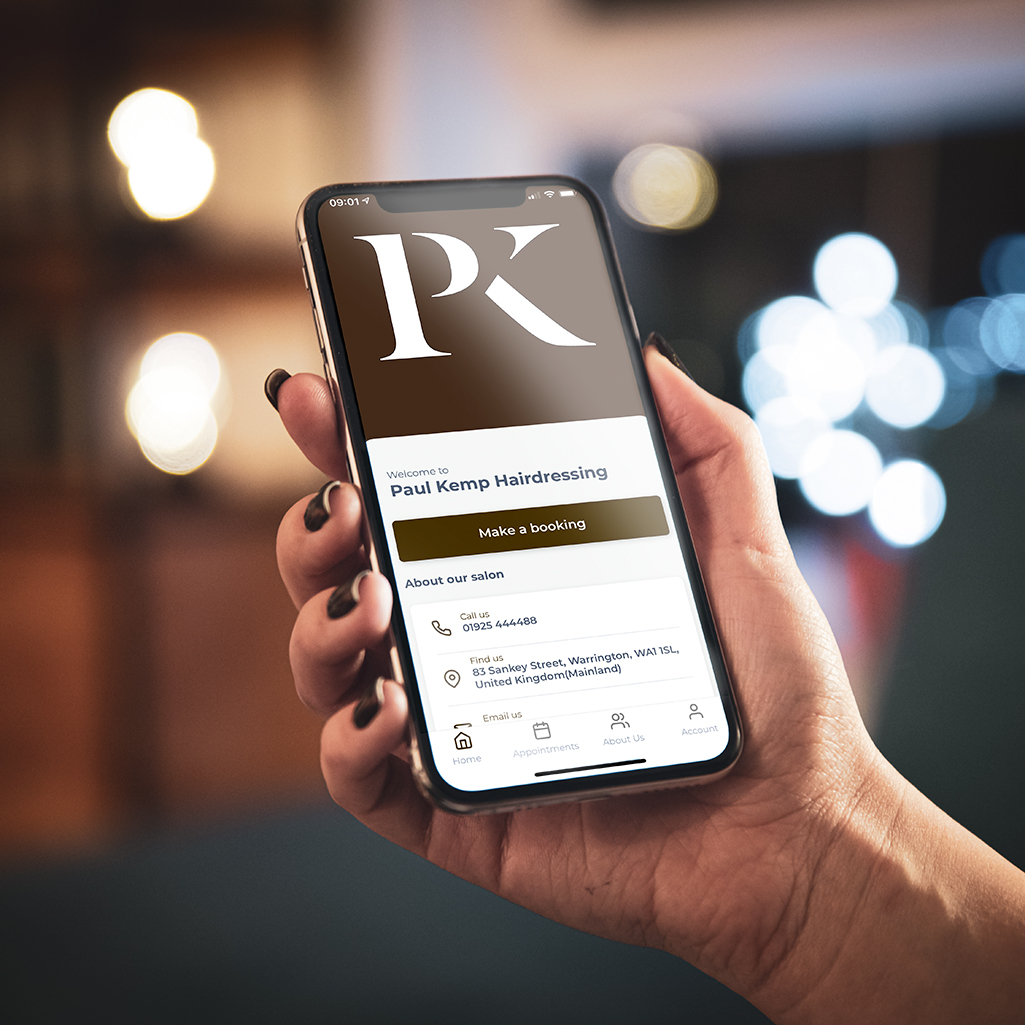 09:01
PK
Welcome to
Paul Kemp Hairdressing
Make a booking
About our salon
Call us
01925 444488
Find us
83 Sankey Street, Warrington, WA1 1SL,
United Kingdom(Mainland)
Email us
Home
Appointments
About Us
Account